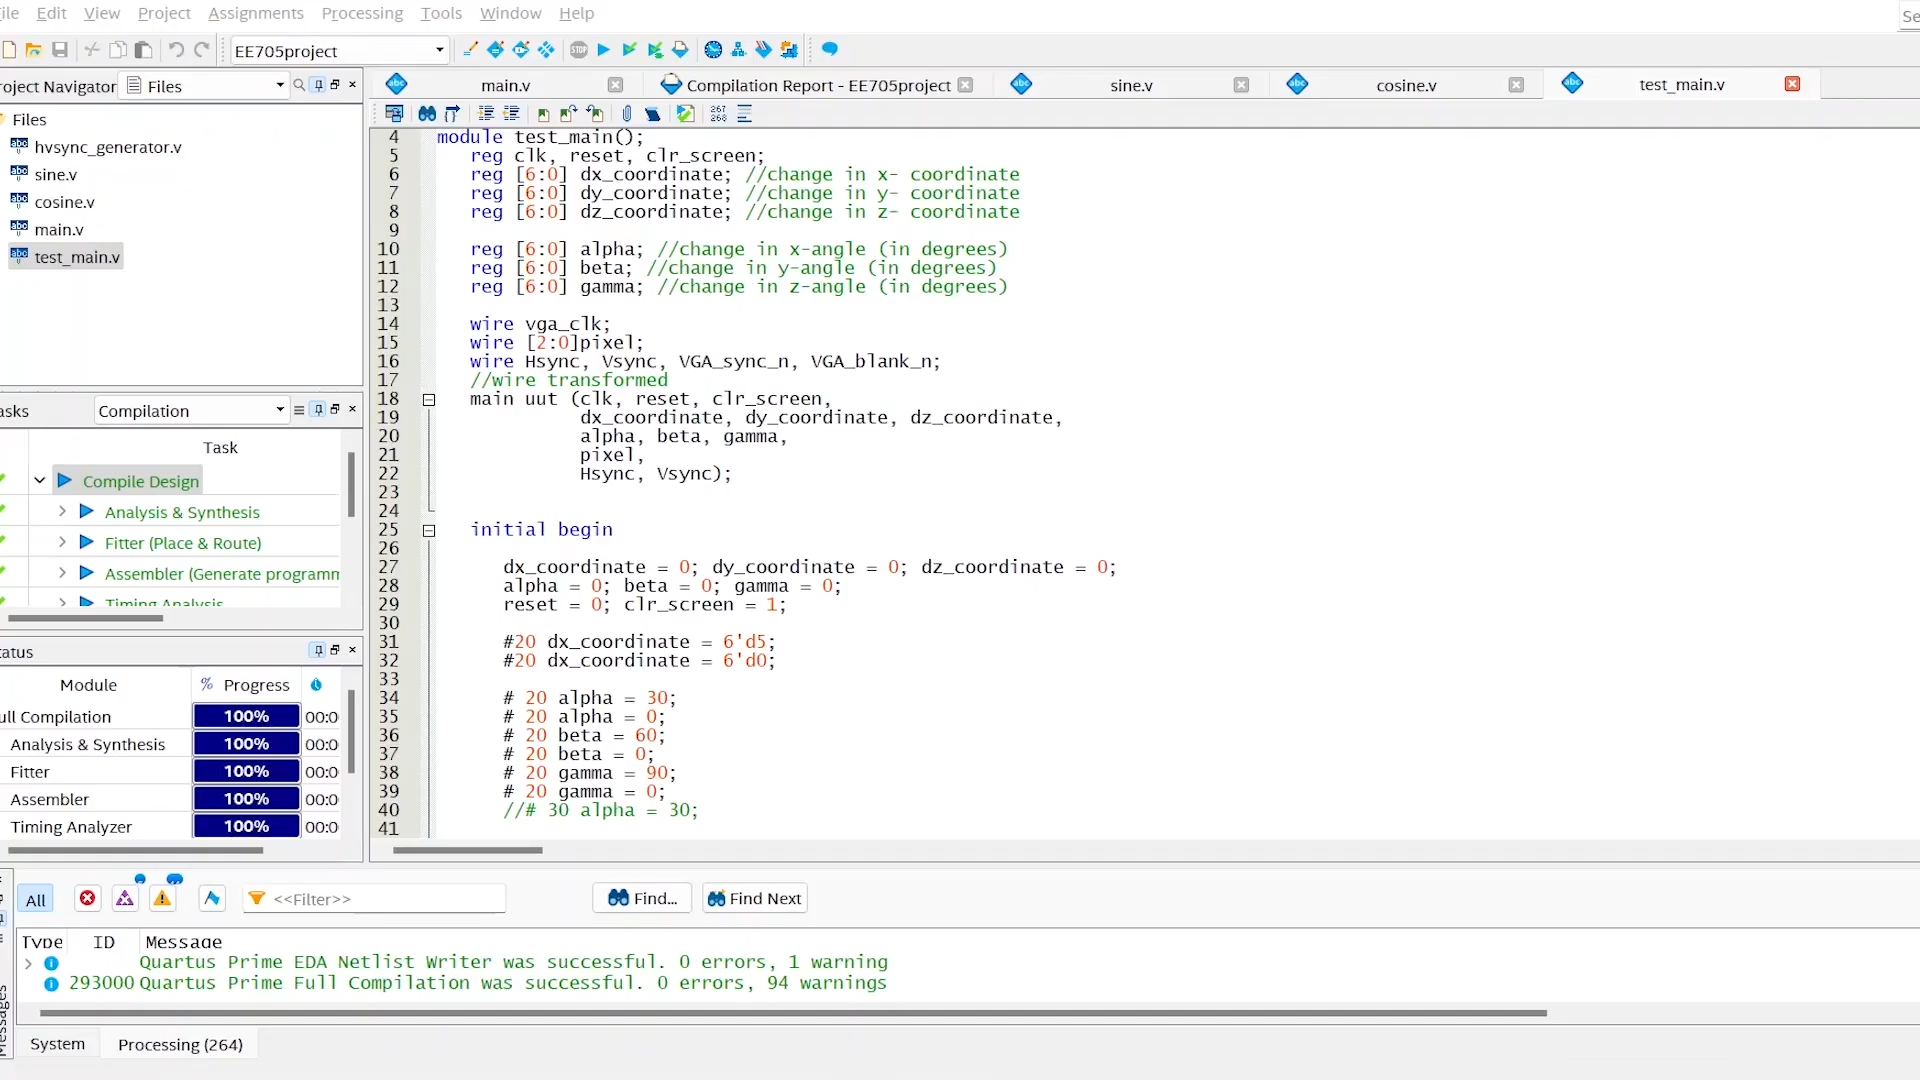 ile Edit View Project Assignments Processing Tools Window Help
Se
EE705project
roject Navigator Files
Files
hvsync_generator.v
sine.v
cosine.v
main.v
test_main.v
asks Compilation
Task
Compile Design
Analysis & Synthesis
Fitter (Place & Route)
Assembler (Generate programm
Timing Analysis
tatus
Module % Progress
ull Compilation 100% 00:0
Analysis & Synthesis 100% 00:0
Fitter 100% 00:0
Assembler 100% 00:0
Timing Analyzer 100% 00:0
main.v Compilation Report - EE705project sine.v cosine.v test_main.v
267
268
4 module test_main();
5 reg clk, reset, clr_screen;
6 reg [6:0] dx_coordinate; //change in x- coordinate
7 reg [6:0] dy_coordinate; //change in y- coordinate
8 reg [6:0] dz_coordinate; //change in z- coordinate
9
10 reg [6:0] alpha; //change in x-angle (in degrees)
11 reg [6:0] beta; //change in y-angle (in degrees)
12 reg [6:0] gamma; //change in z-angle (in degrees)
13
14 wire vga_clk;
15 wire [2:0]pixel;
16 wire Hsync, Vsync, VGA_sync_n, VGA_blank_n;
17 //wire transformed
18 main uut (clk, reset, clr_screen,
19 dx_coordinate, dy_coordinate, dz_coordinate,
20 alpha, beta, gamma,
21 pixel,
22 Hsync, Vsync);
23
24
25 initial begin
26
27 dx_coordinate = 0; dy_coordinate = 0; dz_coordinate = 0;
28 alpha = 0; beta = 0; gamma = 0;
29 reset = 0; clr_screen = 1;
30
31 #20 dx_coordinate = 6'd5;
32 #20 dx_coordinate = 6'd0;
33
34 # 20 alpha = 30;
35 # 20 alpha = 0;
36 # 20 beta = 60;
37 # 20 beta = 0;
38 # 20 gamma = 90;
39 # 20 gamma = 0;
40 //# 30 alpha = 30;
41
All <<Filter>> Find... Find Next
Type ID Message
Quartus Prime EDA Netlist Writer was successful. 0 errors, 1 warning
293000 Quartus Prime Full Compilation was successful. 0 errors, 94 warnings
Messages
System Processing (264)